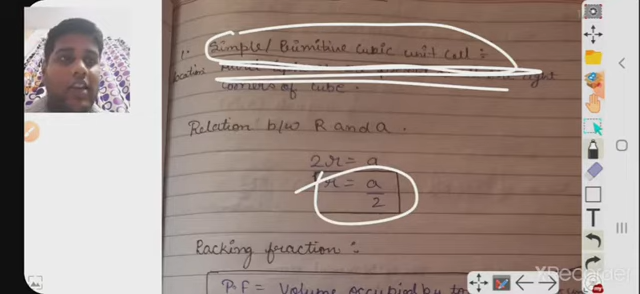 1:- Simple/Primitive cubic unit cell :-
corners of cube.
Relation b/w R and a.
2r = a
r = a/2
Packing fraction :-
P.F = Volume occupied by to
XRecorder